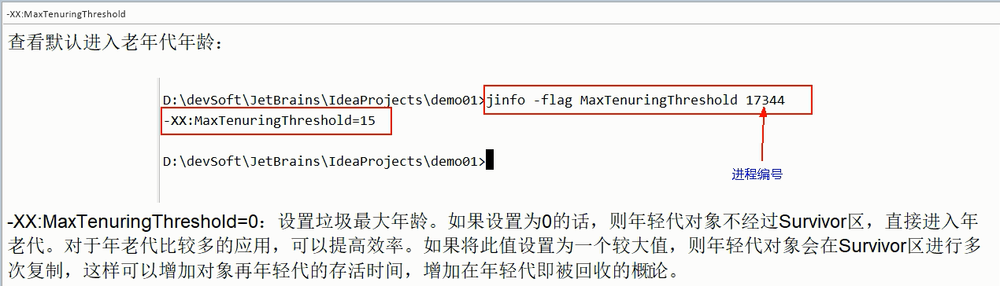 -XX:MaxTenuringThreshold
查看默认进入老年代年龄：
D:\devSoft\JetBrains\IdeaProjects\demo01>jinfo -flag MaxTenuringThreshold 17344
-XX:MaxTenuringThreshold=15
D:\devSoft\JetBrains\IdeaProjects\demo01>
进程编号
-XX:MaxTenuringThreshold=0：设置垃圾最大年龄。如果设置为0的话，则年轻代对象不经过Survivor区，直接进入年
老代。对于年老代比较多的应用，可以提高效率。如果将此值设置为一个较大值，则年轻代对象会在Survivor区进行多
次复制，这样可以增加对象再年轻代的存活时间，增加在年轻代即被回收的概论。